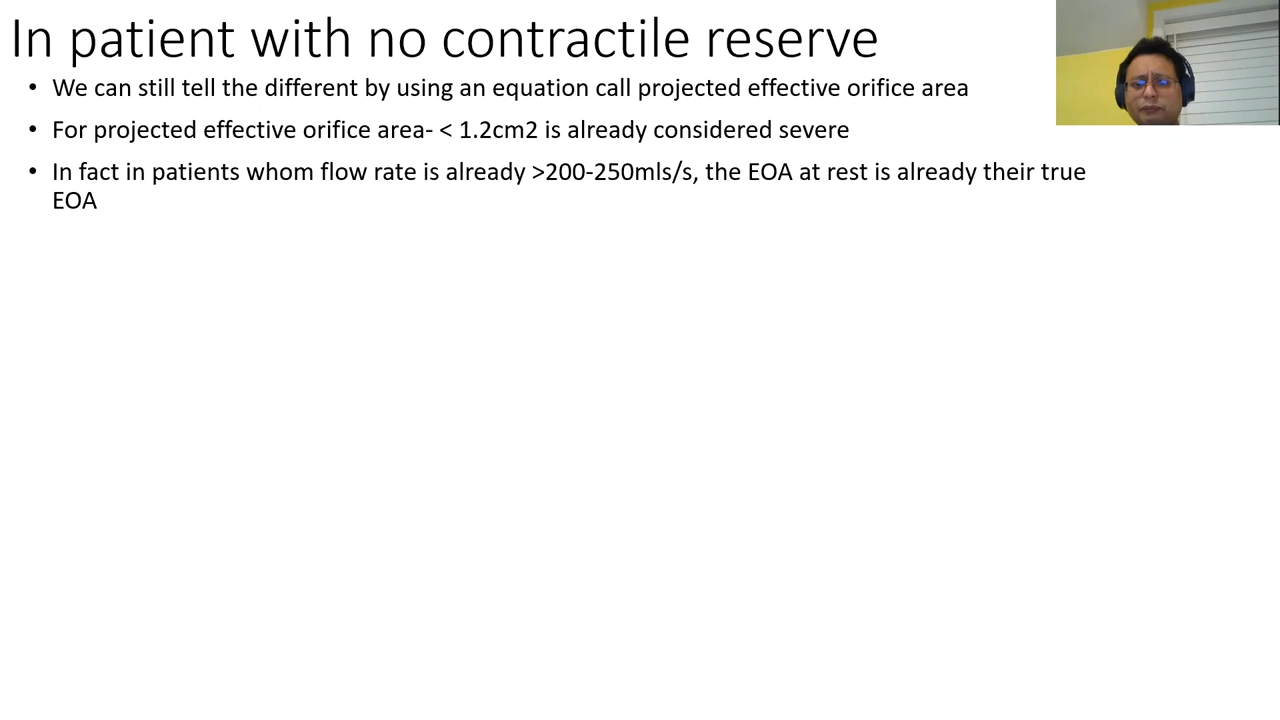 In patient with no contractile reserve
• We can still tell the different by using an equation call projected effective orifice area
• For projected effective orifice area- < 1.2cm2 is already considered severe
• In fact in patients whom flow rate is already >200-250mls/s, the EOA at rest is already their true
EOA